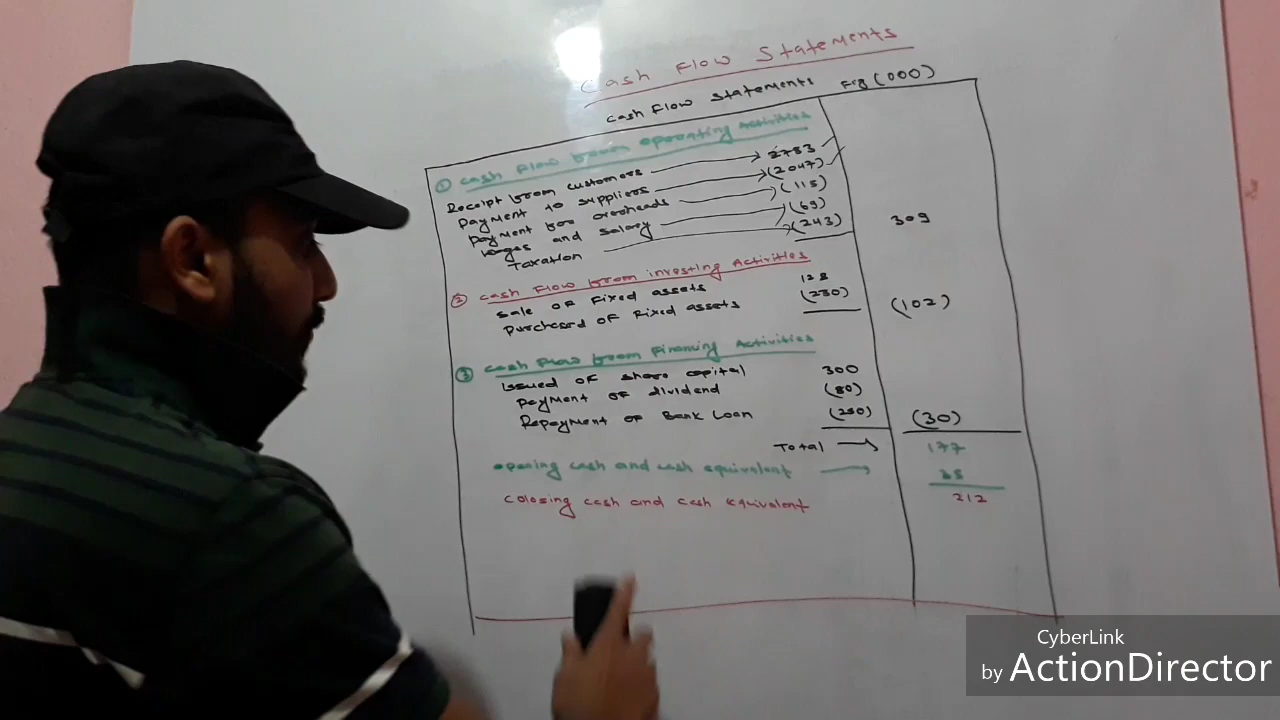 Cash Flow Statements
Cash Flow Statements Fig (000)
① Cash Flow from operating Activities
Receipt from customers 2783
Payment to suppliers (2047)
Payment for overheads (115)
Wages and salary (69)
Taxation (243) 309
② Cash Flow from investing Activities
Sale of Fixed assets 128
Purchased of Fixed assets (230) (102)
③ Cash Flow from Financing Activities
Issued of share capital 300
Payment of dividend (80)
Repayment of Bank Loan (250) (30)
Total → 177
opening cash and cash equivalent → 35
Colosing cash and cash equivalent 212
CyberLink
by ActionDirector